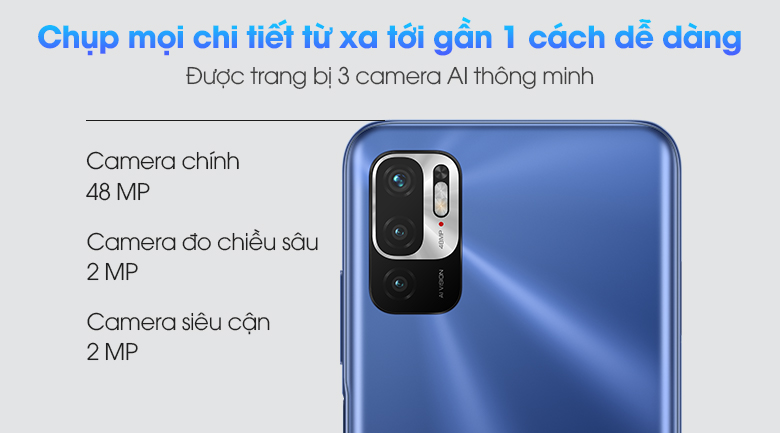 Chụp mọi chi tiết từ xa tới gần 1 cách dễ dàng
Được trang bị 3 camera AI thông minh
Camera chính
48 MP
Camera đo chiều sâu
2 MP
Camera siêu cận
2 MP
48MP
AI VISION